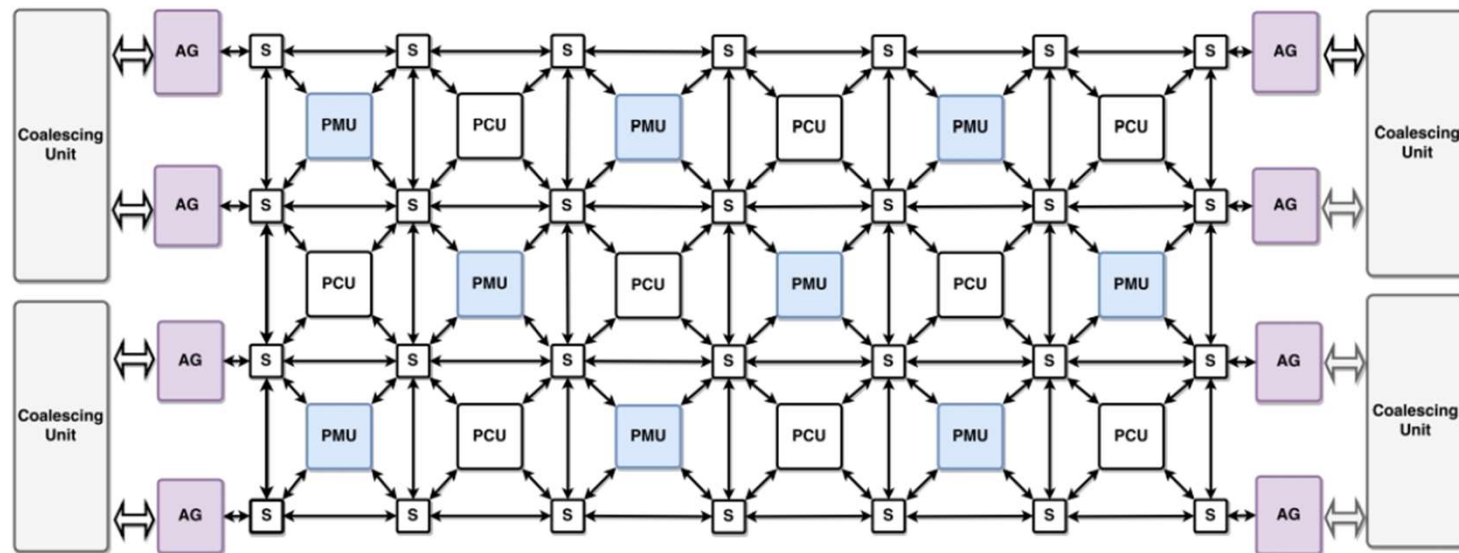 AG S S S S S S S AG
PMU PCU PMU PCU PMU PCU
Coalescing
Unit
Coalescing
Unit
AG S S S S S S S AG
PCU PMU PCU PMU PCU PMU
AG S S S S S S S AG
Coalescing
Unit
Coalescing
Unit
PMU PCU PMU PCU PMU PCU
AG S S S S S S S AG